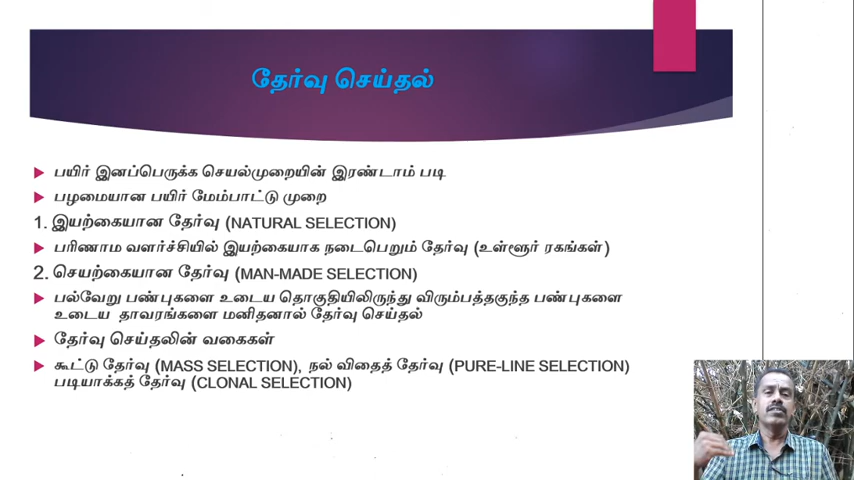 தேர்வு செய்தல்
பயிர் இனப்பெருக்க செயல்முறையின் இரண்டாம் படி
பழமையான பயிர் மேம்பாட்டு முறை
1. இயற்கையான தேர்வு (NATURAL SELECTION)
பரிணாம வளர்ச்சியில் இயற்கையாக நடைபெறும் தேர்வு (உள்ளூர் ரகங்கள்)
2. செயற்கையான தேர்வு (MAN-MADE SELECTION)
பல்வேறு பண்புகளை உடைய தொகுதியிலிருந்து விரும்பத்தகுந்த பண்புகளை
உடைய தாவரங்களை மனிதனால் தேர்வு செய்தல்
தேர்வு செய்தலின் வகைகள்
கூட்டு தேர்வு (MASS SELECTION), நல் விதைத் தேர்வு (PURE-LINE SELECTION)
படியாக்கத் தேர்வு (CLONAL SELECTION)